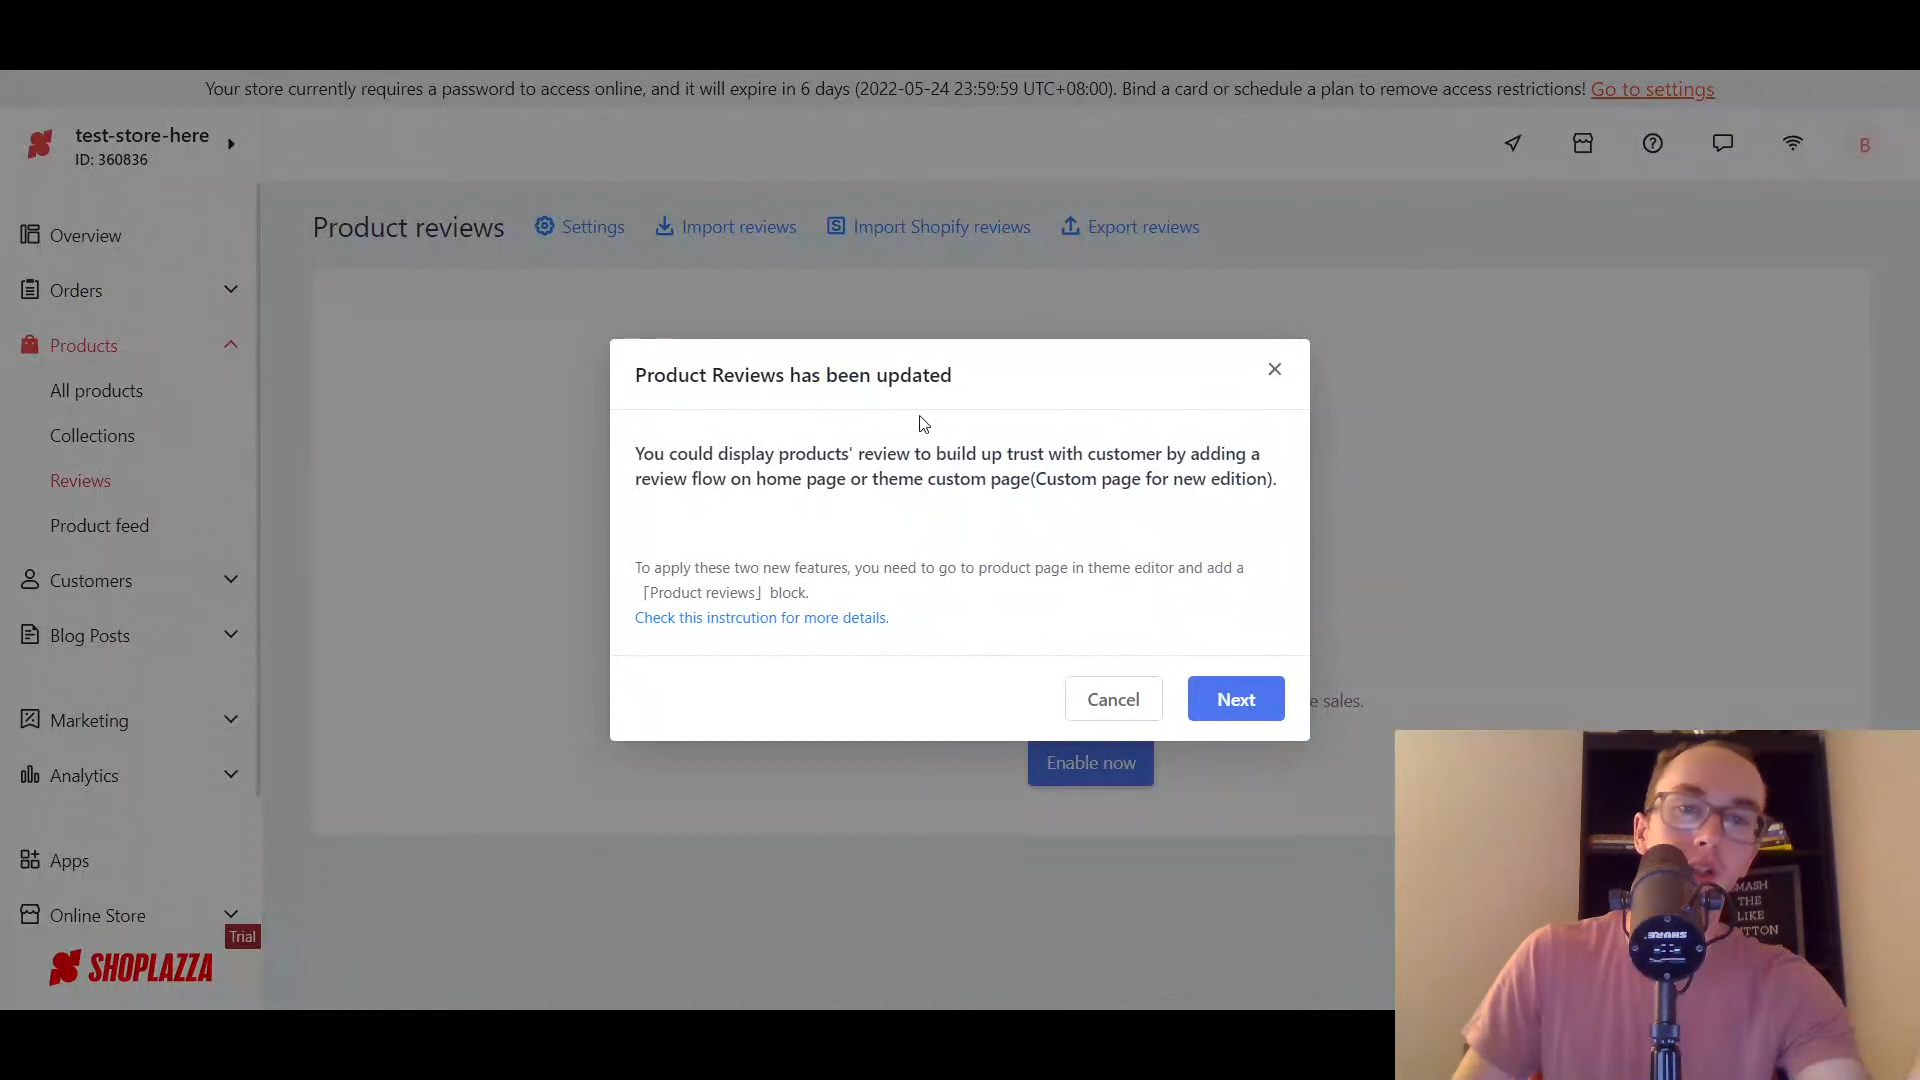 Your store currently requires a password to access online, and it will expire in 6 days (2022-05-24 23:59:59 UTC+08:00). Bind a card or schedule a plan to remove access restrictions! Go to settings
test-store-here
ID: 360836
B
Overview
Orders
Products
All products
Collections
Reviews
Product feed
Customers
Blog Posts
Marketing
Analytics
Apps
Online Store
Trial
SHOPLAZZA
Product reviews
Settings
Import reviews
Import Shopify reviews
Export reviews
Product Reviews has been updated
You could display products' review to build up trust with customer by adding a
review flow on home page or theme custom page(Custom page for new edition).
To apply these two new features, you need to go to product page in theme editor and add a
「Product reviews」 block.
Check this instrcution for more details.
Cancel
Next
e sales.
Enable now
MASH
THE
LIKE
TTON
SHURE